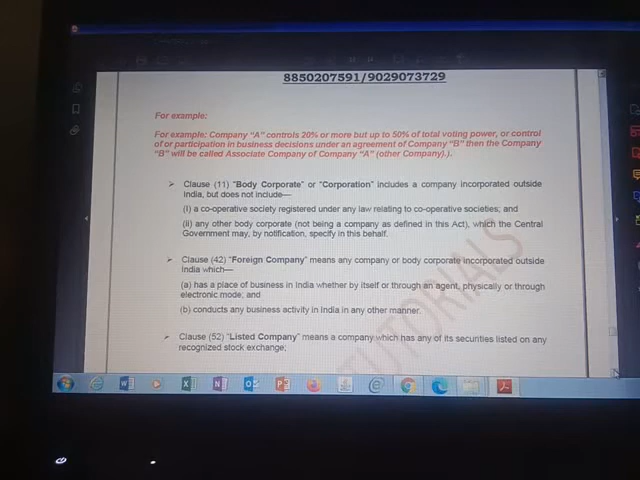 8850207591/9029073729
For example:
For example: Company "A" controls 20% or more but up to 50% of total voting power, or control
of or participation in business decisions under an agreement of Company "B" then the Company
"B" will be called Associate Company of Company "A" (other Company).).
➢ Clause (11) "Body Corporate" or "Corporation" includes a company incorporated outside
India, but does not include—
(i) a co-operative society registered under any law relating to co-operative societies; and
(ii) any other body corporate (not being a company as defined in this Act), which the Central
Government may, by notification, specify in this behalf.
➢ Clause (42) "Foreign Company" means any company or body corporate incorporated outside
India which—
(a) has a place of business in India whether by itself or through an agent, physically or through
electronic mode; and
(b) conducts any business activity in India in any other manner.
➢ Clause (52) "Listed Company" means a company which has any of its securities listed on any
recognized stock exchange;
TUTORIALS